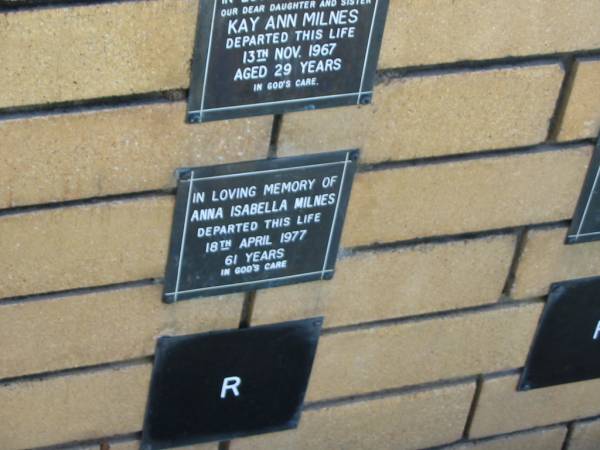 OUR DEAR DAUGHTER AND SISTER
KAY ANN MILNES
DEPARTED THIS LIFE
13TH NOV. 1967
AGED 29 YEARS
IN GOD'S CARE.
IN LOVING MEMORY OF
ANNA ISABELLA MILNES
DEPARTED THIS LIFE
18TH APRIL 1977
61 YEARS
IN GOD'S CARE
R